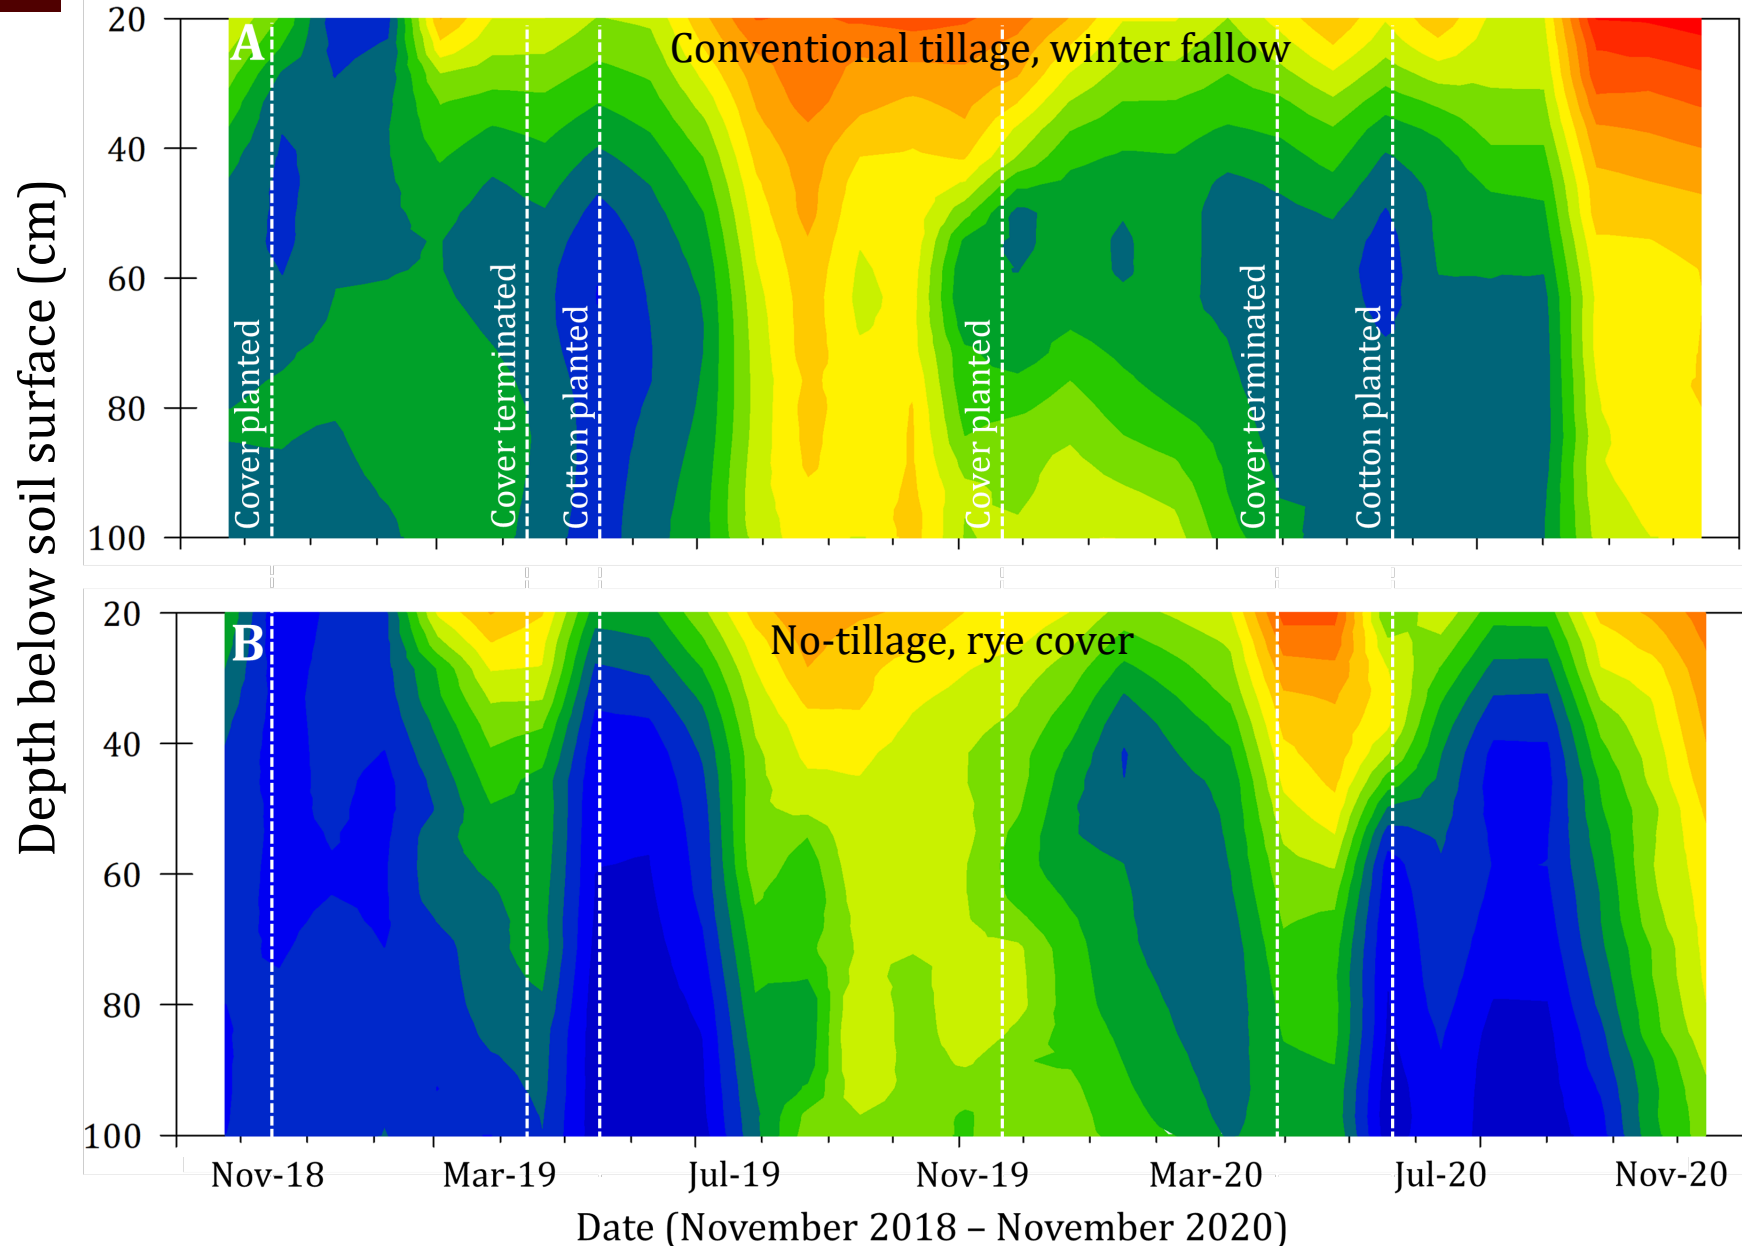 Depth below soil surface (cm)
20
40
60
80
100
A
Conventional tillage, winter fallow
Cover planted
Cover terminated
Cotton planted
Cover planted
Cover terminated
Cotton planted
20
40
60
80
100
B
No-tillage, rye cover
Nov-18 Mar-19 Jul-19 Nov-19 Mar-20 Jul-20 Nov-20
Date (November 2018 – November 2020)